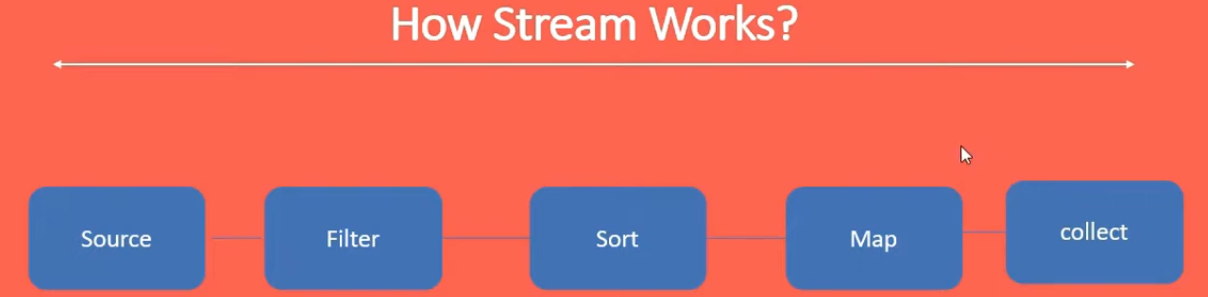 How Stream Works?
Source
Filter
Sort
Map
collect